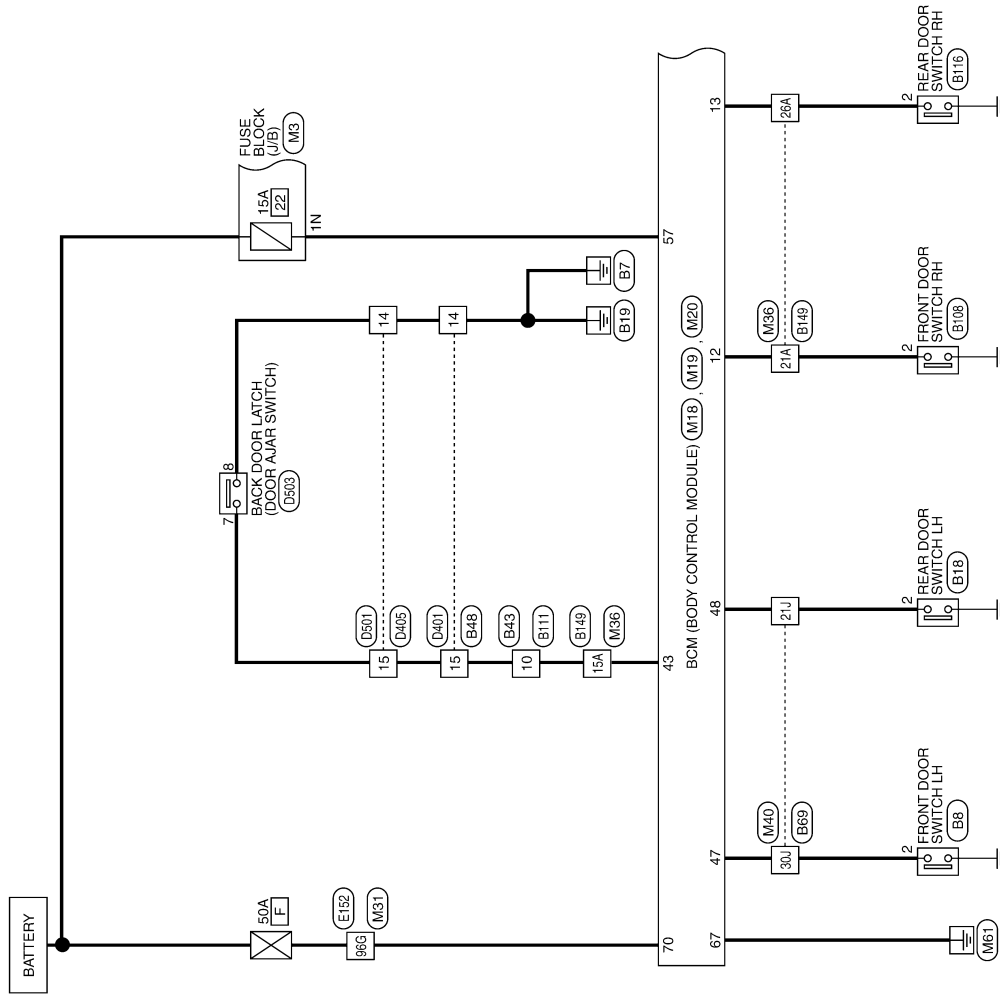 BATTERY
50A
F
E152
M31
96G
70
67
M61
15A
22
FUSE
BLOCK
(J/B)
M3
1N
57
7
8
BACK DOOR LATCH
(DOOR AJAR SWITCH)
D503
15
D501
D405
14
15
D401
B48
14
10
B43
B111
15A
B149
M36
43
B19
B7
BCM (BODY CONTROL MODULE) M18 , M19 , M20
47
48
12
13
30J
M40
B69
21J
21A
M36
B149
26A
2
FRONT DOOR
SWITCH LH
B8
2
REAR DOOR
SWITCH LH
B18
2
FRONT DOOR
SWITCH RH
B108
2
REAR DOOR
SWITCH RH
B116